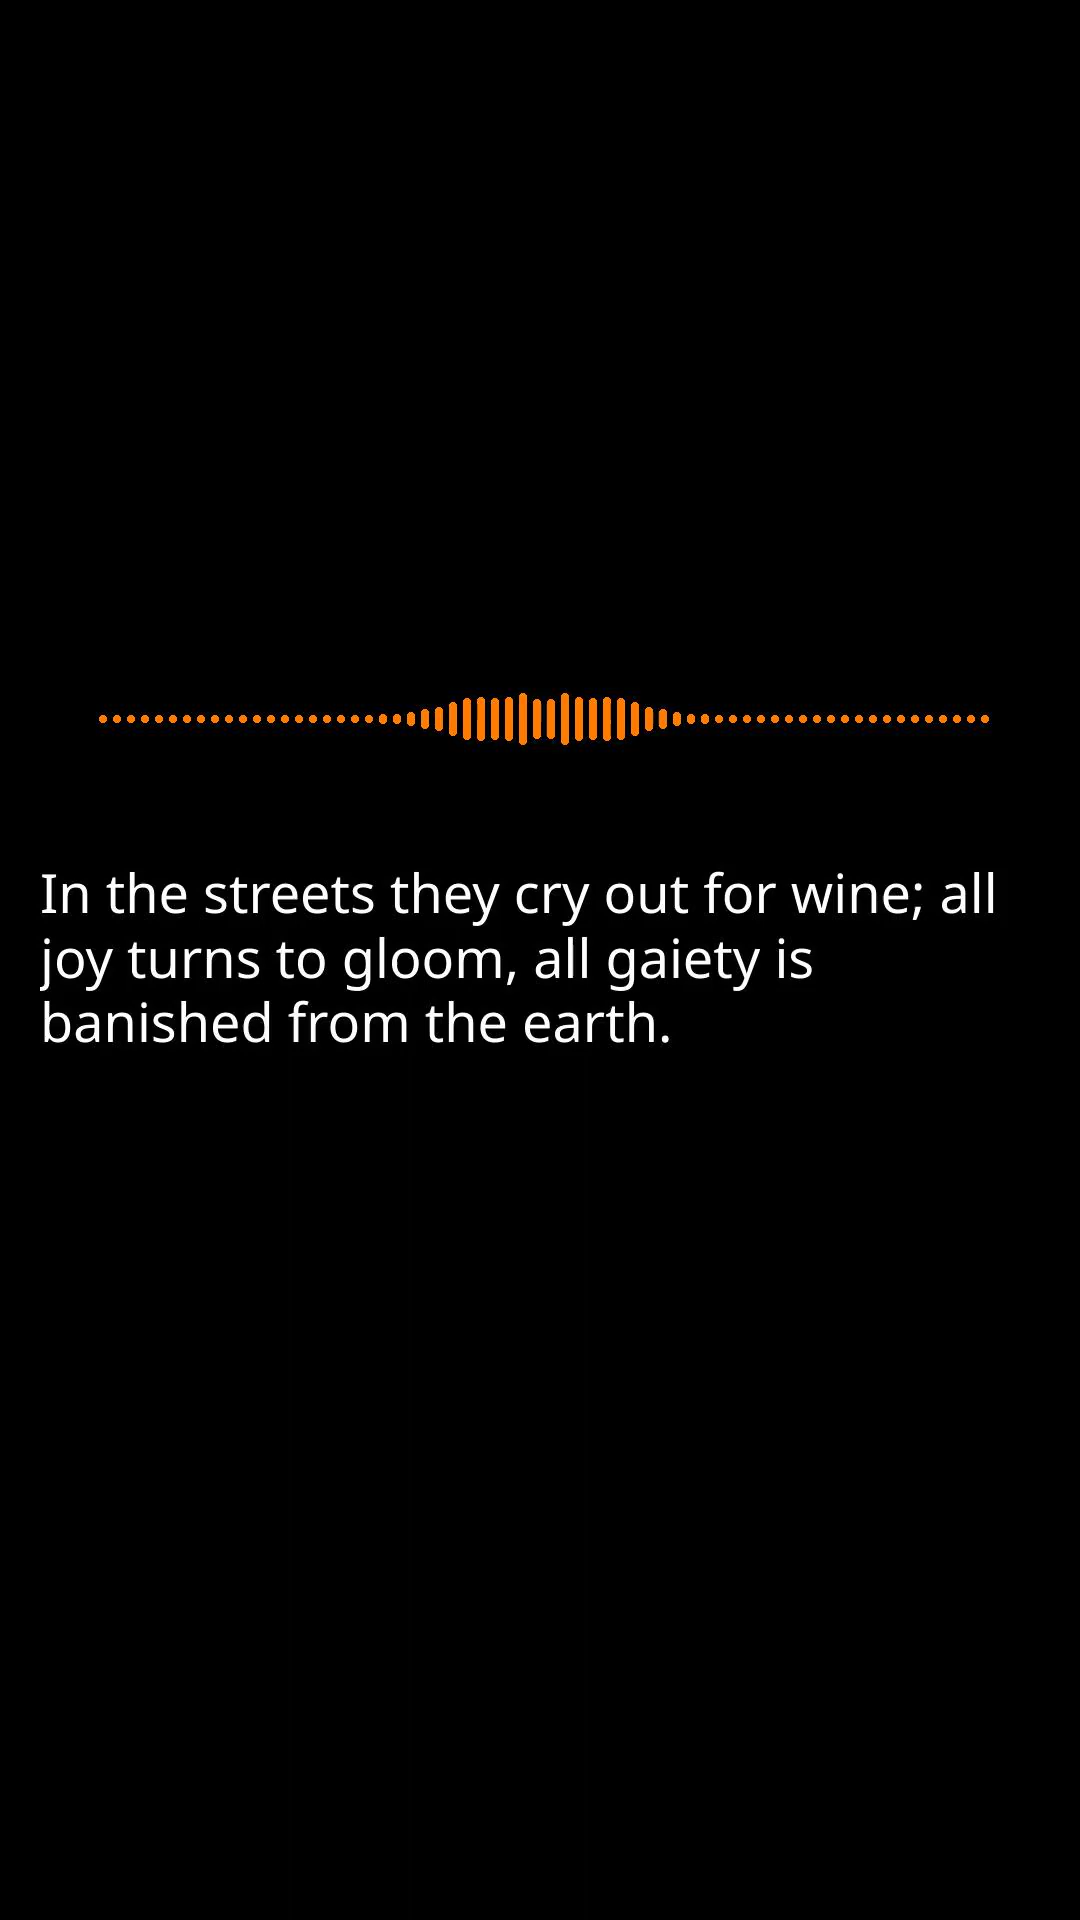 In the streets they cry out for wine; all
joy turns to gloom, all gaiety is
banished from the earth.